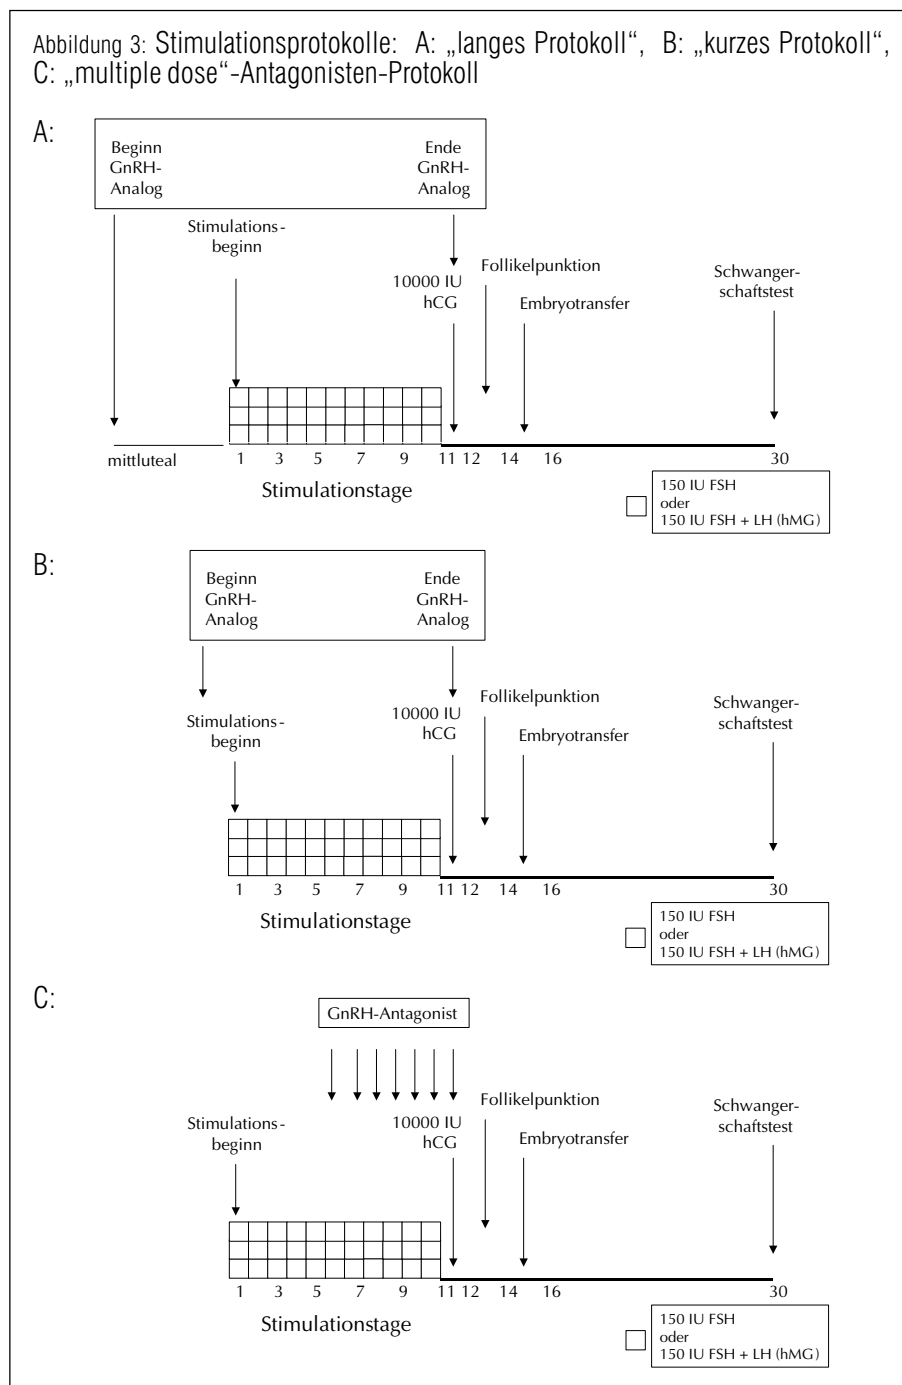 Abbildung 3: Stimulationsprotokolle: A: „langes Protokoll“, B: „kurzes Protokoll“,
C: „multiple dose“-Antagonisten-Protokoll
A:
Beginn
GnRH-
Analog
Ende
GnRH-
Analog
Stimulations-
beginn
10000 IU
hCG
Follikelpunktion
Embryotransfer
Schwanger-
schaftstest
mittluteal
1 3 5 7 9 11 12 14 16 30
Stimulationstage
150 IU FSH
oder
150 IU FSH + LH (hMG)
B:
Beginn
GnRH-
Analog
Ende
GnRH-
Analog
Stimulations-
beginn
10000 IU
hCG
Follikelpunktion
Embryotransfer
Schwanger-
schaftstest
1 3 5 7 9 11 12 14 16 30
Stimulationstage
150 IU FSH
oder
150 IU FSH + LH (hMG)
C:
GnRH-Antagonist
Stimulations-
beginn
10000 IU
hCG
Follikelpunktion
Embryotransfer
Schwanger-
schaftstest
1 3 5 7 9 11 12 14 16 30
Stimulationstage
150 IU FSH
oder
150 IU FSH + LH (hMG)